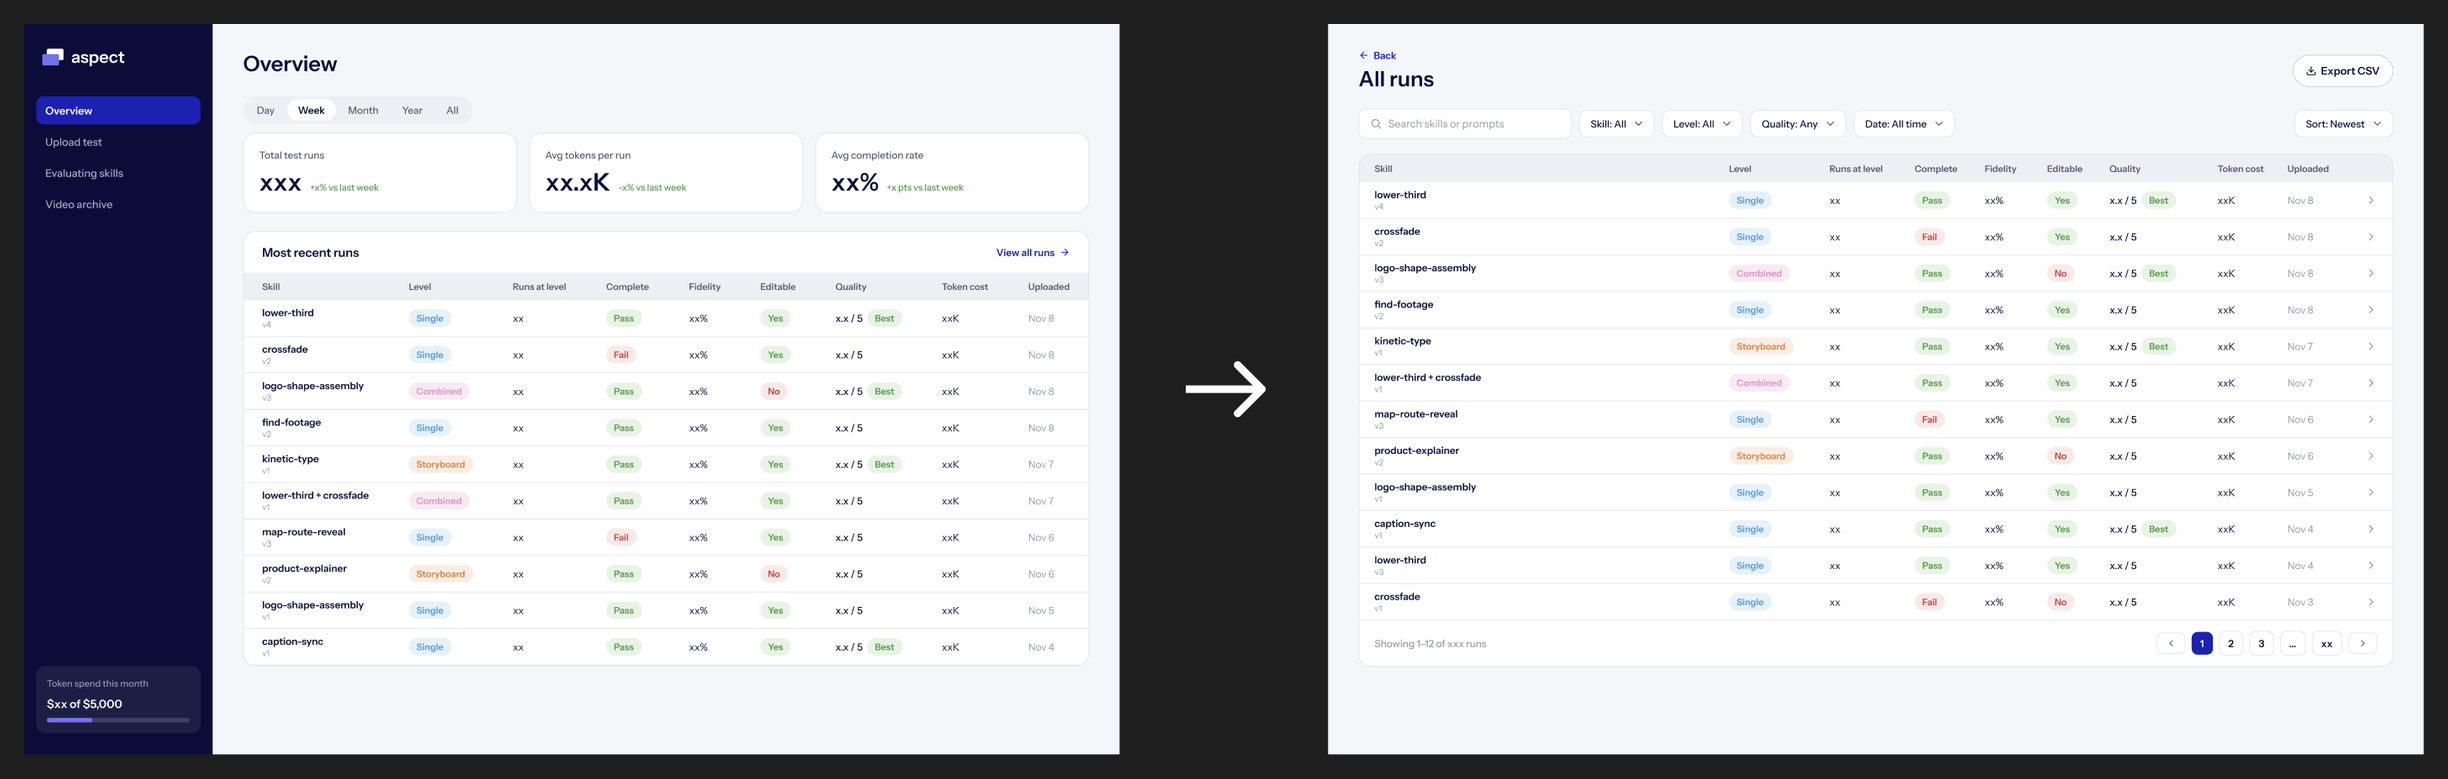 aspect
Overview
Upload test
Evaluating skills
Video archive
Token spend this month
$xx of $5,000
Overview
Day Week Month Year All
Total test runs
xxx +x% vs last week
Avg tokens per run
xx.xK -x% vs last week
Avg completion rate
xx% +x pts vs last week
Most recent runs View all runs →
Skill Level Runs at level Complete Fidelity Editable Quality Token cost Uploaded
lower-third Single xx Pass xx% Yes x.x / 5 Best xxK Nov 8
v4
crossfade Single xx Fail xx% Yes x.x / 5 xxK Nov 8
v2
logo-shape-assembly Combined xx Pass xx% No x.x / 5 Best xxK Nov 8
v3
find-footage Single xx Pass xx% Yes x.x / 5 xxK Nov 8
v2
kinetic-type Storyboard xx Pass xx% Yes x.x / 5 Best xxK Nov 7
v1
lower-third + crossfade Combined xx Pass xx% Yes x.x / 5 xxK Nov 7
v1
map-route-reveal Single xx Fail xx% Yes x.x / 5 xxK Nov 6
v3
product-explainer Storyboard xx Pass xx% No x.x / 5 xxK Nov 6
v2
logo-shape-assembly Single xx Pass xx% Yes x.x / 5 xxK Nov 5
v1
caption-sync Single xx Pass xx% Yes x.x / 5 Best xxK Nov 4
v1
← Back
All runs
Export CSV
Search skills or prompts Skill: All Level: All Quality: Any Date: All time Sort: Newest
Skill Level Runs at level Complete Fidelity Editable Quality Token cost Uploaded
lower-third Single xx Pass xx% Yes x.x / 5 Best xxK Nov 8
v4
crossfade Single xx Fail xx% Yes x.x / 5 xxK Nov 8
v2
logo-shape-assembly Combined xx Pass xx% No x.x / 5 Best xxK Nov 8
v3
find-footage Single xx Pass xx% Yes x.x / 5 xxK Nov 8
v2
kinetic-type Storyboard xx Pass xx% Yes x.x / 5 Best xxK Nov 7
v1
lower-third + crossfade Combined xx Pass xx% Yes x.x / 5 xxK Nov 7
v1
map-route-reveal Single xx Fail xx% Yes x.x / 5 xxK Nov 6
v3
product-explainer Storyboard xx Pass xx% No x.x / 5 xxK Nov 6
v2
logo-shape-assembly Single xx Pass xx% Yes x.x / 5 xxK Nov 5
v1
caption-sync Single xx Pass xx% Yes x.x / 5 Best xxK Nov 4
v1
lower-third Single xx Pass xx% Yes x.x / 5 xxK Nov 4
v3
crossfade Single xx Fail xx% No x.x / 5 xxK Nov 3
v1
Showing 1–12 of xxx runs 1 2 3 ... xx